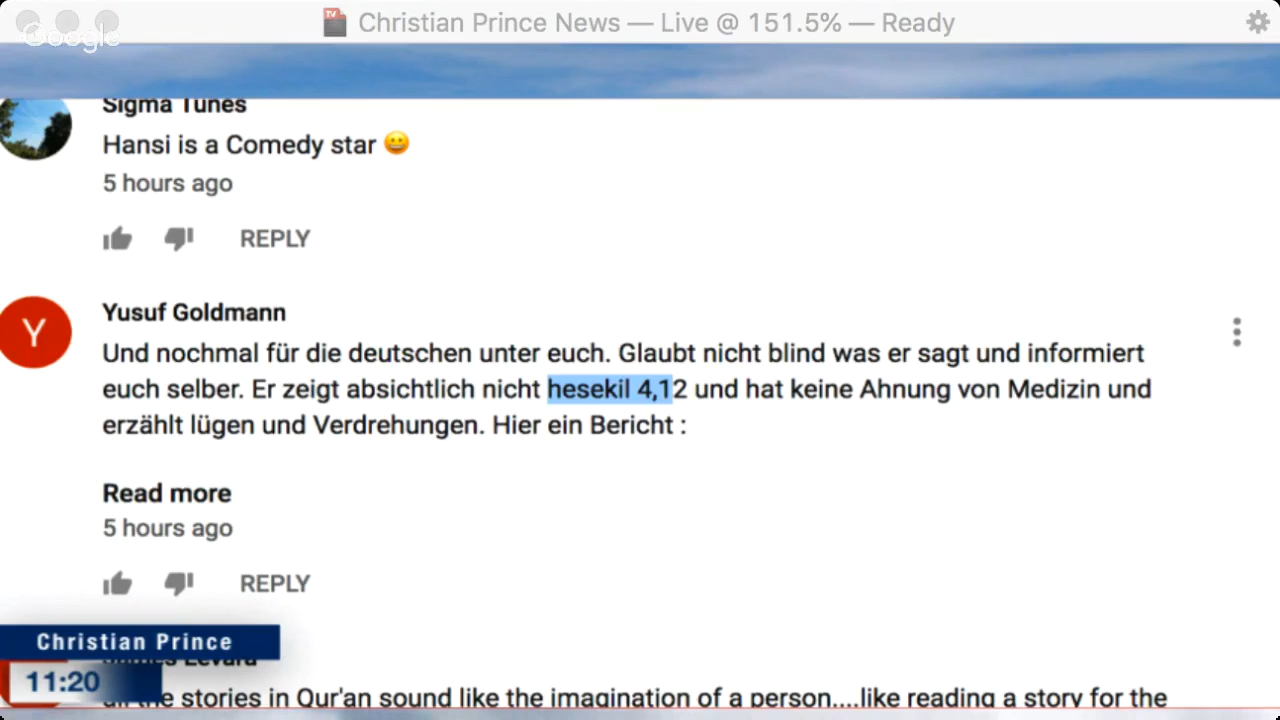 Christian Prince News — Live @ 151.5% — Ready
Google
Sigma Tunes
Hansi is a Comedy star 😀
5 hours ago
REPLY
Y
Yusuf Goldmann
Und nochmal für die deutschen unter euch. Glaubt nicht blind was er sagt und informiert
euch selber. Er zeigt absichtlich nicht hesekil 4,12 und hat keine Ahnung von Medizin und
erzählt lügen und Verdrehungen. Hier ein Bericht :
Read more
5 hours ago
REPLY
Christian Prince
11:20
the stories in Qur'an sound like the imagination of a person....like reading a story for the